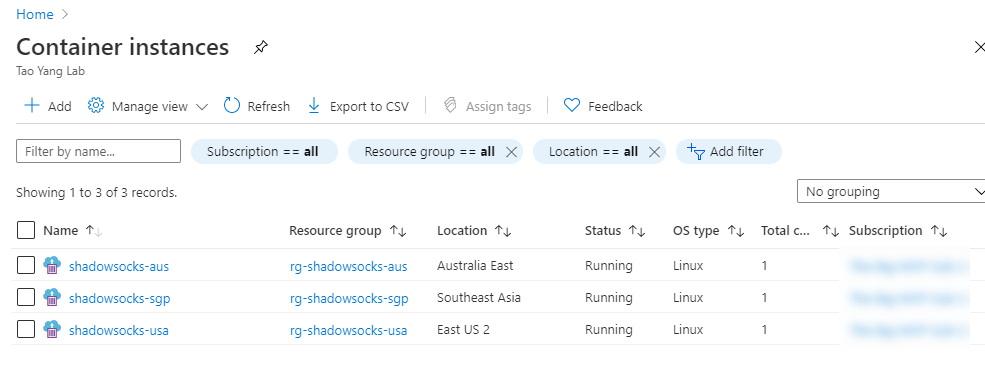 Home >
Container instances
Tao Yang Lab
Add Manage view Refresh Export to CSV Assign tags Feedback
Filter by name... Subscription == all Resource group == all Location == all Add filter
Showing 1 to 3 of 3 records.
No grouping
Name Resource group Location Status OS type Total c... Subscription
shadowsocks-aus rg-shadowsocks-aus Australia East Running Linux 1
shadowsocks-sgp rg-shadowsocks-sgp Southeast Asia Running Linux 1
shadowsocks-usa rg-shadowsocks-usa East US 2 Running Linux 1